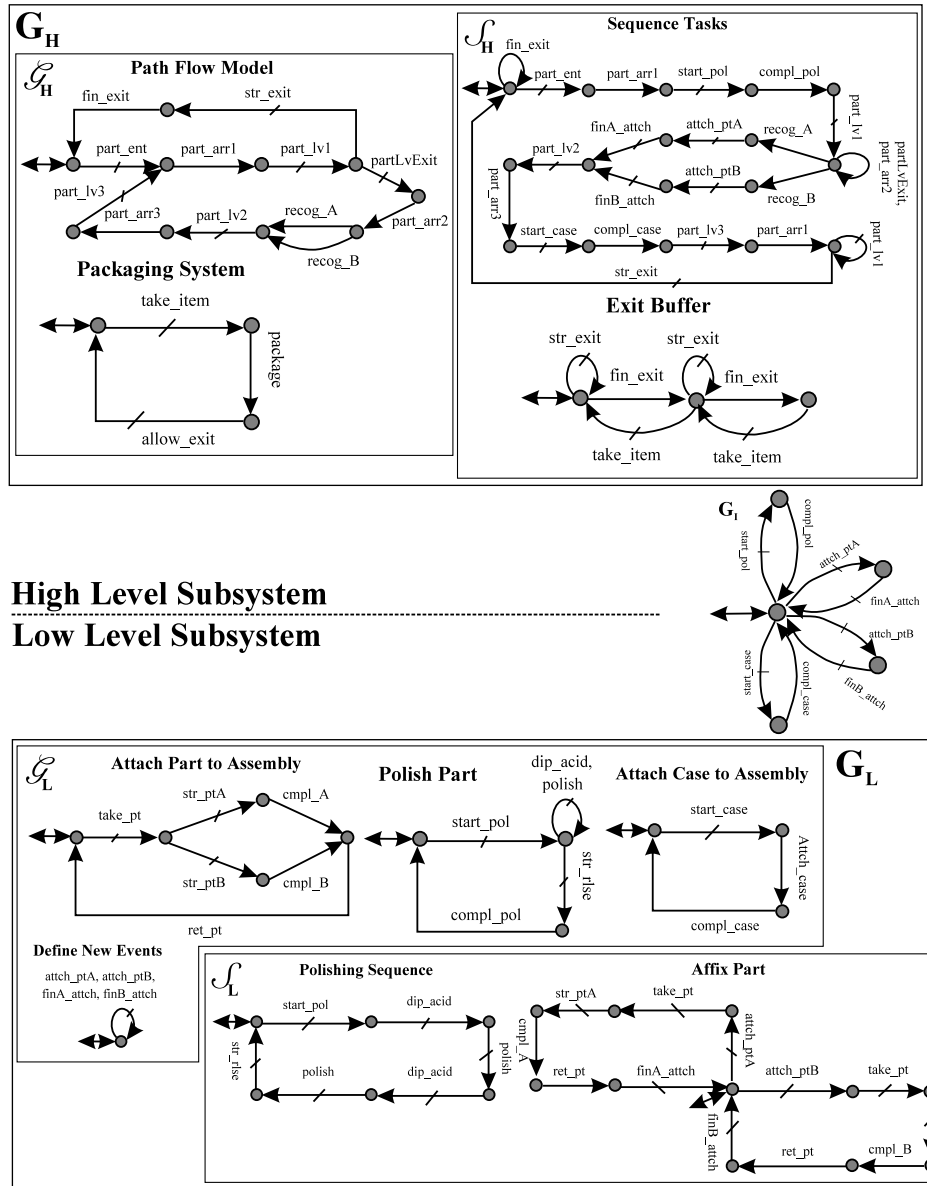 G_H
𝒢_H
Path Flow Model
fin_exit
str_exit
part_ent
part_arr1
part_lv1
partLvExit
part_lv3
part_arr3
part_lv2
recog_A
recog_B
part_arr2
Packaging System
take_item
package
allow_exit
𝒮_H
Sequence Tasks
fin_exit
part_ent
part_arr1
start_pol
compl_pol
part_lv1
finA_attch
attch_ptA
recog_A
part_lv2
partLvExit,
part_arr2
finB_attch
attch_ptB
recog_B
part_arr3
start_case
compl_case
part_lv3
part_arr1
part_lv1
str_exit
Exit Buffer
str_exit
str_exit
fin_exit
fin_exit
take_item
take_item
G_I
start_pol
compl_pol
attch_ptA
finA_attch
attch_ptB
finB_attch
start_case
compl_case
High Level Subsystem
Low Level Subsystem
𝒢_L
Attach Part to Assembly
take_pt
str_ptA
cmpl_A
str_ptB
cmpl_B
ret_pt
Polish Part
dip_acid,
polish
start_pol
str_rlse
compl_pol
Attach Case to Assembly
start_case
Attch_case
compl_case
G_L
Define New Events
attch_ptA, attch_ptB,
finA_attch, finB_attch
𝒮_L
Polishing Sequence
start_pol
dip_acid
polish
str_rlse
polish
dip_acid
Affix Part
str_ptA
take_pt
cmpl_A
attch_ptA
ret_pt
finA_attch
attch_ptB
take_pt
finB_attch
ret_pt
cmpl_B